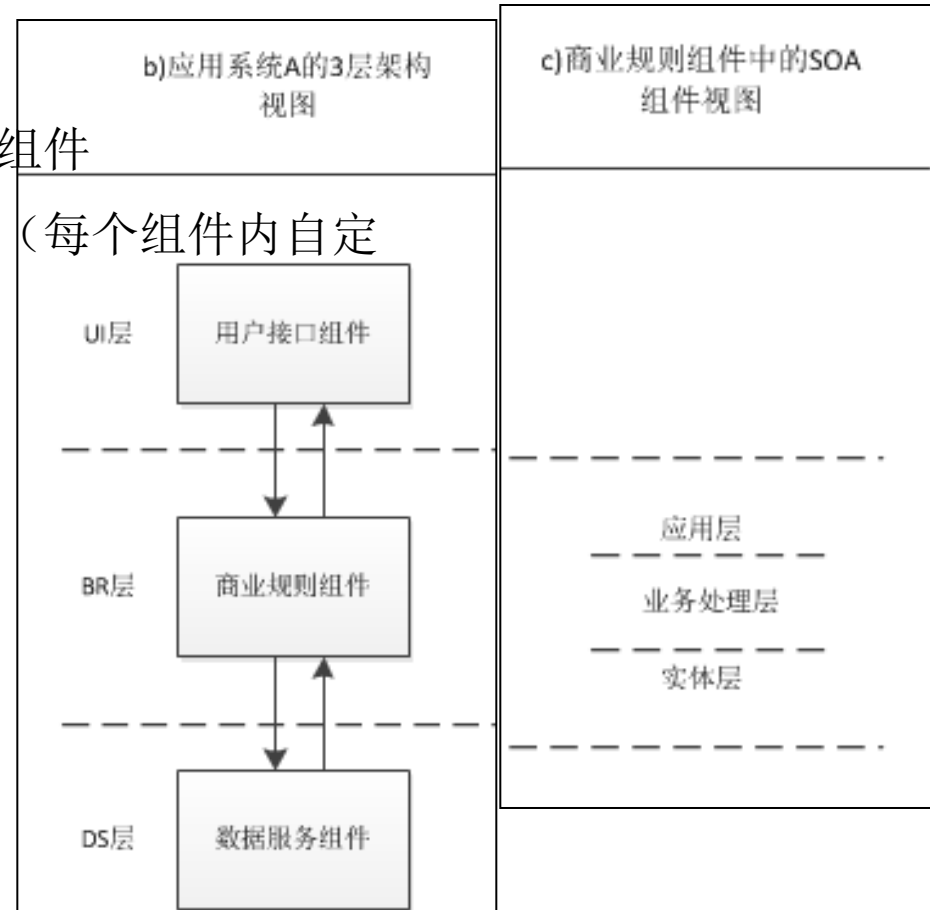 b)应用系统A的3层架构
视图
组件
（每个组件内自定
UI层
用户接口组件
BR层
商业规则组件
DS层
数据服务组件
c)商业规则组件中的SOA
组件视图
应用层
业务处理层
实体层